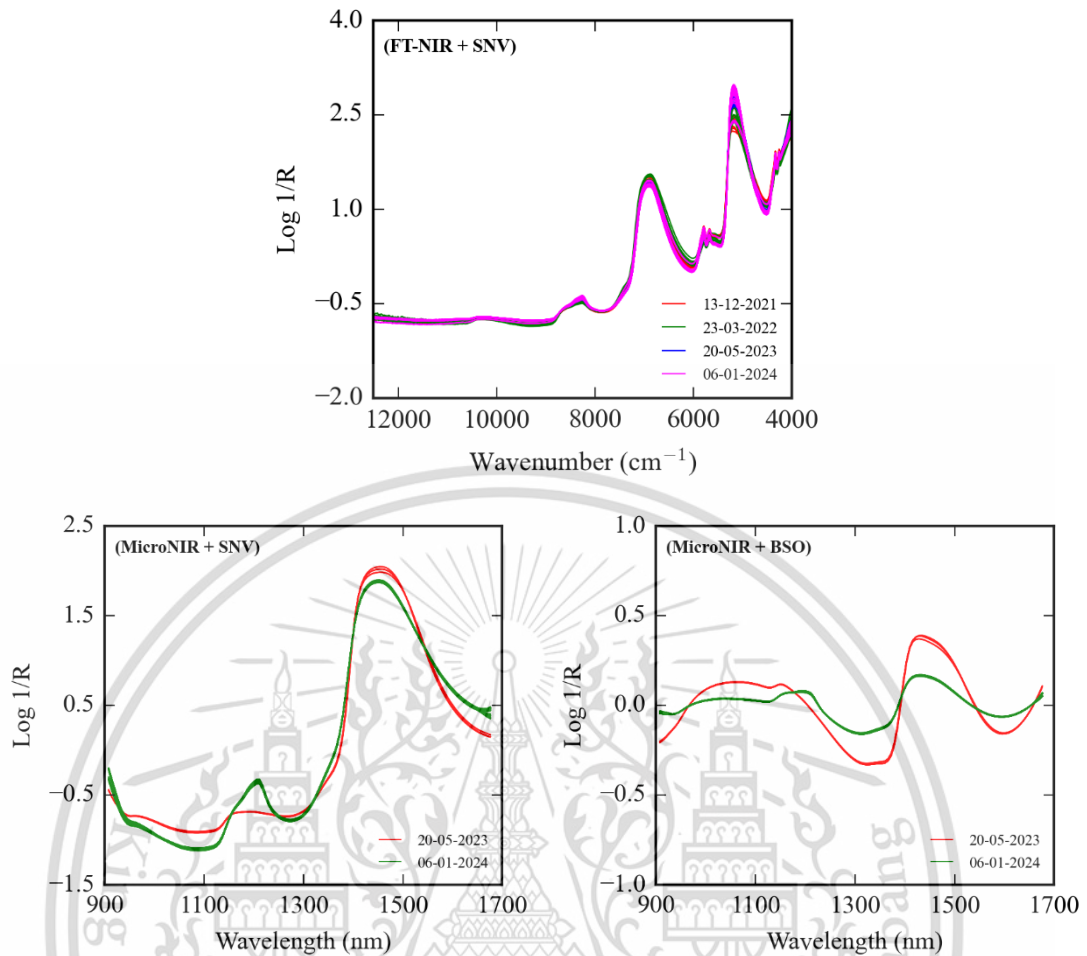 (FT-NIR + SNV)
4.0
2.5
1.0
−0.5
−2.0
Log 1/R
13-12-2021
23-03-2022
20-05-2023
06-01-2024
12000 10000 8000 6000 4000
Wavenumber (cm⁻¹)
(MicroNIR + SNV)
2.5
1.5
0.5
−0.5
−1.5
Log 1/R
20-05-2023
06-01-2024
900 1100 1300 1500 1700
Wavelength (nm)
(MicroNIR + BSO)
1.0
0.5
0.0
−0.5
−1.0
Log 1/R
20-05-2023
06-01-2024
900 1100 1300 1500 1700
Wavelength (nm)